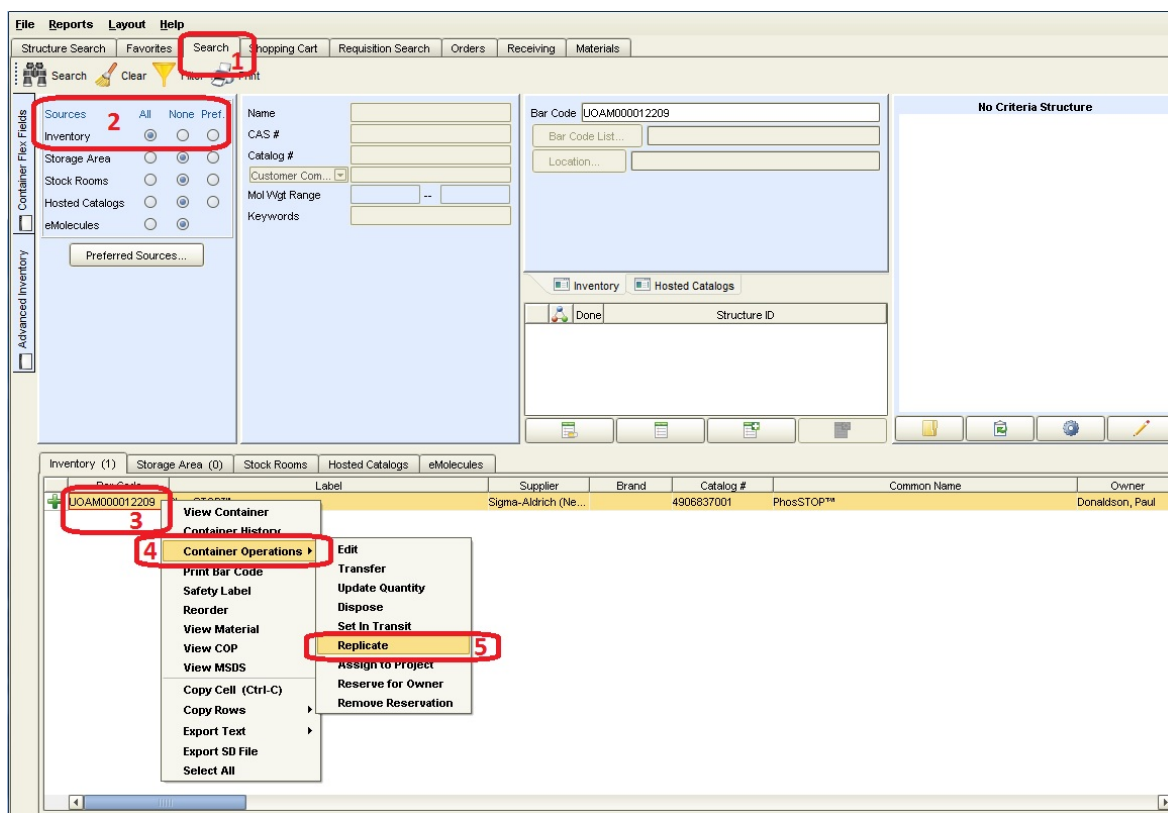 File Reports Layout Help
Structure Search Favorites Search Shopping Cart Requisition Search Orders Receiving Materials
1
Search Clear Filter Print
Container Flex Fields
Advanced Inventory
Sources All None Pref.
2
Inventory
Storage Area
Stock Rooms
Hosted Catalogs
eMolecules
Preferred Sources...
Name
CAS #
Catalog #
Customer Com...
Mol Wgt Range --
Keywords
Bar Code UOAM000012209
Bar Code List...
Location...
Inventory Hosted Catalogs
Done Structure ID
No Criteria Structure
Inventory (1) Storage Area (0) Stock Rooms Hosted Catalogs eMolecules
Bar Code Label Supplier Brand Catalog # Common Name Owner
UOAM000012209 Sigma-Aldrich (Ne... 4906837001 PhosSTOP™ Donaldson, Paul
3
View Container
Container History
4 Container Operations
Print Bar Code
Safety Label
Reorder
View Material
View COP
View MSDS
Copy Cell (Ctrl-C)
Copy Rows
Export Text
Export SD File
Select All
Edit
Transfer
Update Quantity
Dispose
Set In Transit
Replicate 5
Assign to Project
Reserve for Owner
Remove Reservation